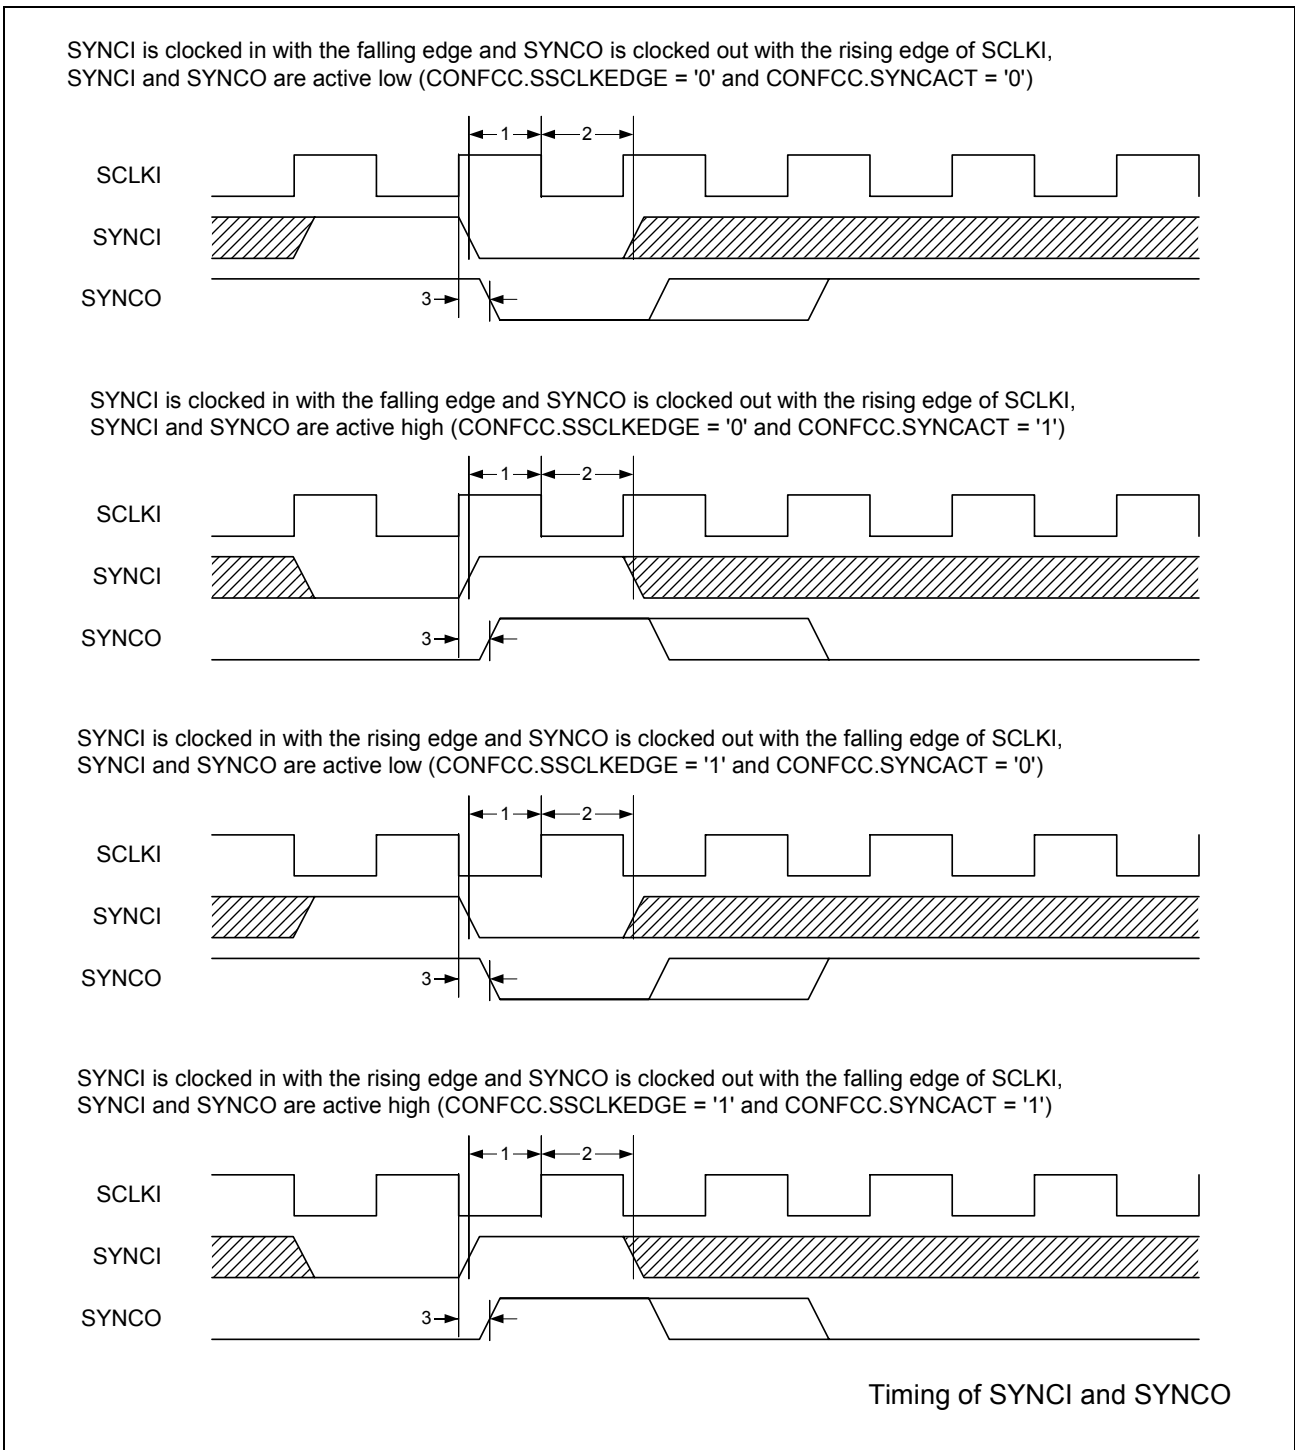 SYNCI is clocked in with the falling edge and SYNCO is clocked out with the rising edge of SCLKI,
SYNCI and SYNCO are active low (CONFCC.SSCLKEDGE = '0' and CONFCC.SYNCACT = '0')
1 2
SCLKI
SYNCI
SYNCO
3
SYNCI is clocked in with the falling edge and SYNCO is clocked out with the rising edge of SCLKI,
SYNCI and SYNCO are active high (CONFCC.SSCLKEDGE = '0' and CONFCC.SYNCACT = '1')
1 2
SCLKI
SYNCI
SYNCO
3
SYNCI is clocked in with the rising edge and SYNCO is clocked out with the falling edge of SCLKI,
SYNCI and SYNCO are active low (CONFCC.SSCLKEDGE = '1' and CONFCC.SYNCACT = '0')
1 2
SCLKI
SYNCI
SYNCO
3
SYNCI is clocked in with the rising edge and SYNCO is clocked out with the falling edge of SCLKI,
SYNCI and SYNCO are active high (CONFCC.SSCLKEDGE = '1' and CONFCC.SYNCACT = '1')
1 2
SCLKI
SYNCI
SYNCO
3
Timing of SYNCI and SYNCO